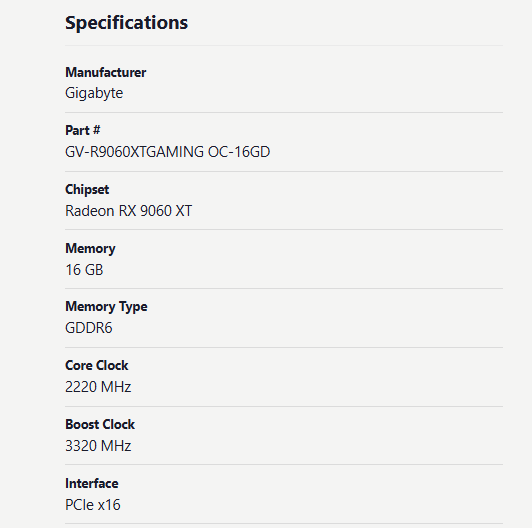 Specifications
Manufacturer
Gigabyte
Part #
GV-R9060XTGAMING OC-16GD
Chipset
Radeon RX 9060 XT
Memory
16 GB
Memory Type
GDDR6
Core Clock
2220 MHz
Boost Clock
3320 MHz
Interface
PCIe x16